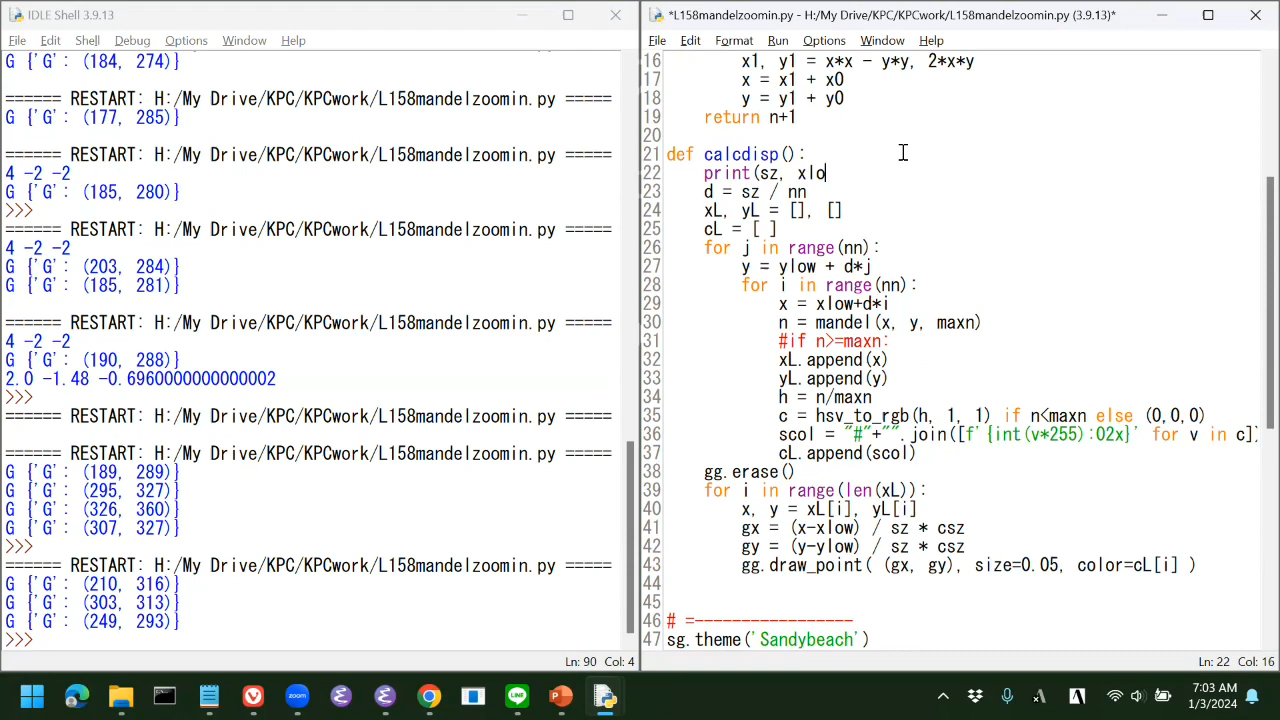 IDLE Shell 3.9.13
File Edit Shell Debug Options Window Help
G {'G': (184, 274)}
====== RESTART: H:/My Drive/KPC/KPCwork/L158mandelzoomin.py =====
G {'G': (177, 285)}
====== RESTART: H:/My Drive/KPC/KPCwork/L158mandelzoomin.py =====
4 -2 -2
G {'G': (185, 280)}
>>>
====== RESTART: H:/My Drive/KPC/KPCwork/L158mandelzoomin.py =====
4 -2 -2
G {'G': (203, 284)}
G {'G': (185, 281)}
====== RESTART: H:/My Drive/KPC/KPCwork/L158mandelzoomin.py =====
4 -2 -2
G {'G': (190, 288)}
2.0 -1.48 -0.6960000000000002
>>>
====== RESTART: H:/My Drive/KPC/KPCwork/L158mandelzoomin.py =====
====== RESTART: H:/My Drive/KPC/KPCwork/L158mandelzoomin.py =====
G {'G': (189, 289)}
G {'G': (295, 327)}
G {'G': (326, 360)}
G {'G': (307, 327)}
>>>
====== RESTART: H:/My Drive/KPC/KPCwork/L158mandelzoomin.py =====
G {'G': (210, 316)}
G {'G': (303, 313)}
G {'G': (249, 293)}
>>>
Ln: 90 Col: 4
*L158mandelzoomin.py - H:/My Drive/KPC/KPCwork/L158mandelzoomin.py (3.9.13)*
File Edit Format Run Options Window Help
16         x1, y1 = x*x - y*y, 2*x*y
17         x = x1 + x0
18         y = y1 + y0
19     return n+1
20
21 def calcdisp():
22     print(sz, xlo
23     d = sz / nn
24     xL, yL = [], []
25     cL = [ ]
26     for j in range(nn):
27         y = ylow + d*j
28         for i in range(nn):
29             x = xlow+d*i
30             n = mandel(x, y, maxn)
31             #if n>=maxn:
32             xL.append(x)
33             yL.append(y)
34             h = n/maxn
35             c = hsv_to_rgb(h, 1, 1) if n<maxn else (0,0,0)
36             scol = "#"+"".join([f'{int(v*255):02x}' for v in c])
37             cL.append(scol)
38     gg.erase()
39     for i in range(len(xL)):
40         x, y = xL[i], yL[i]
41         gx = (x-xlow) / sz * csz
42         gy = (y-ylow) / sz * csz
43         gg.draw_point( (gx, gy), size=0.05, color=cL[i] )
44
45
46 # =-----------------
47 sg.theme('Sandybeach')
Ln: 22 Col: 16
zoom
LINE
A
7:03 AM
1/3/2024